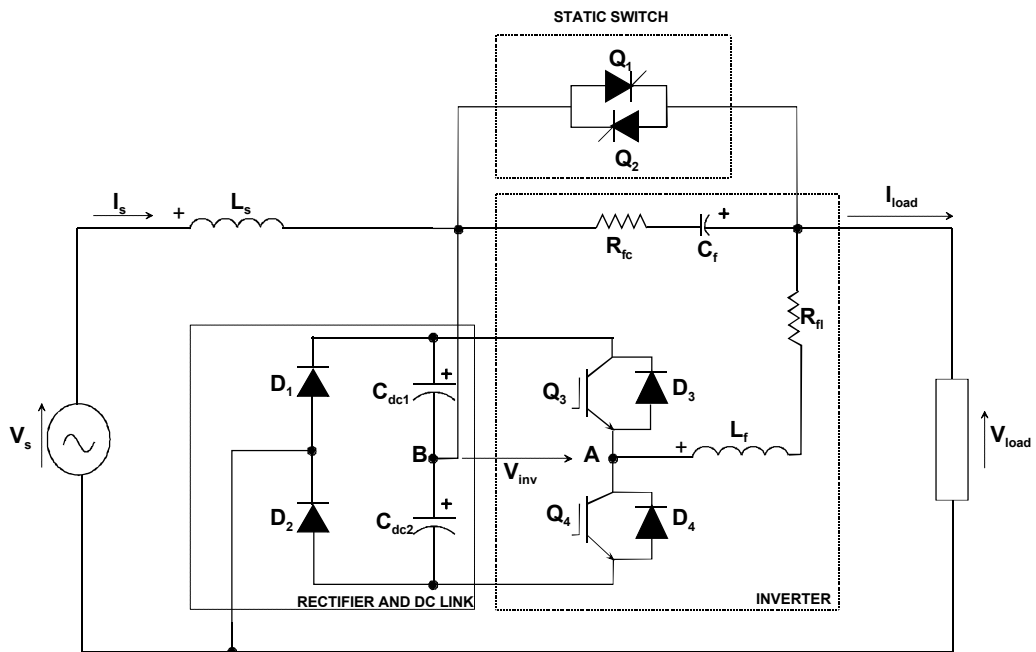 STATIC SWITCH
Q1
Q2
Is
+
Ls
Rfc
+
Cf
Iload
Rfl
D1
Cdc1
+
Q3
D3
Vs
B
Vinv
A
+
Lf
Vload
D2
Cdc2
+
Q4
D4
RECTIFIER AND DC LINK
INVERTER